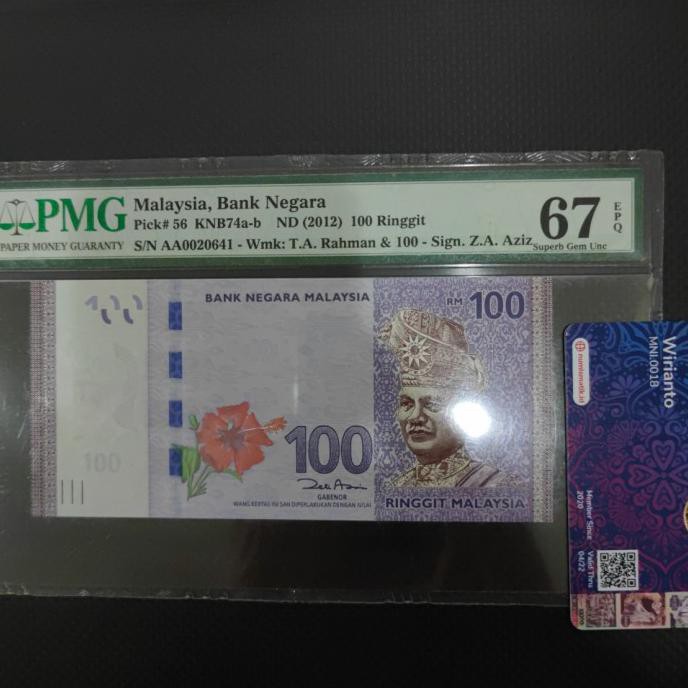 PMG
PAPER MONEY GUARANTY
Malaysia, Bank Negara
Pick# 56 KNB74a-b ND (2012) 100 Ringgit
S/N AA0020641 - Wmk: T.A. Rahman & 100 - Sign. Z.A. Aziz
67
EPQ
Superb Gem Unc
BANK NEGARA MALAYSIA
RM 100
100
100
GABENOR
WANG KERTAS INI SAH DIPERLAKUKAN DENGAN NILAI
RINGGIT MALAYSIA
Wirianto
MNI.0018
numismatik.id
Member Since
2020
Valid Thru
04/22